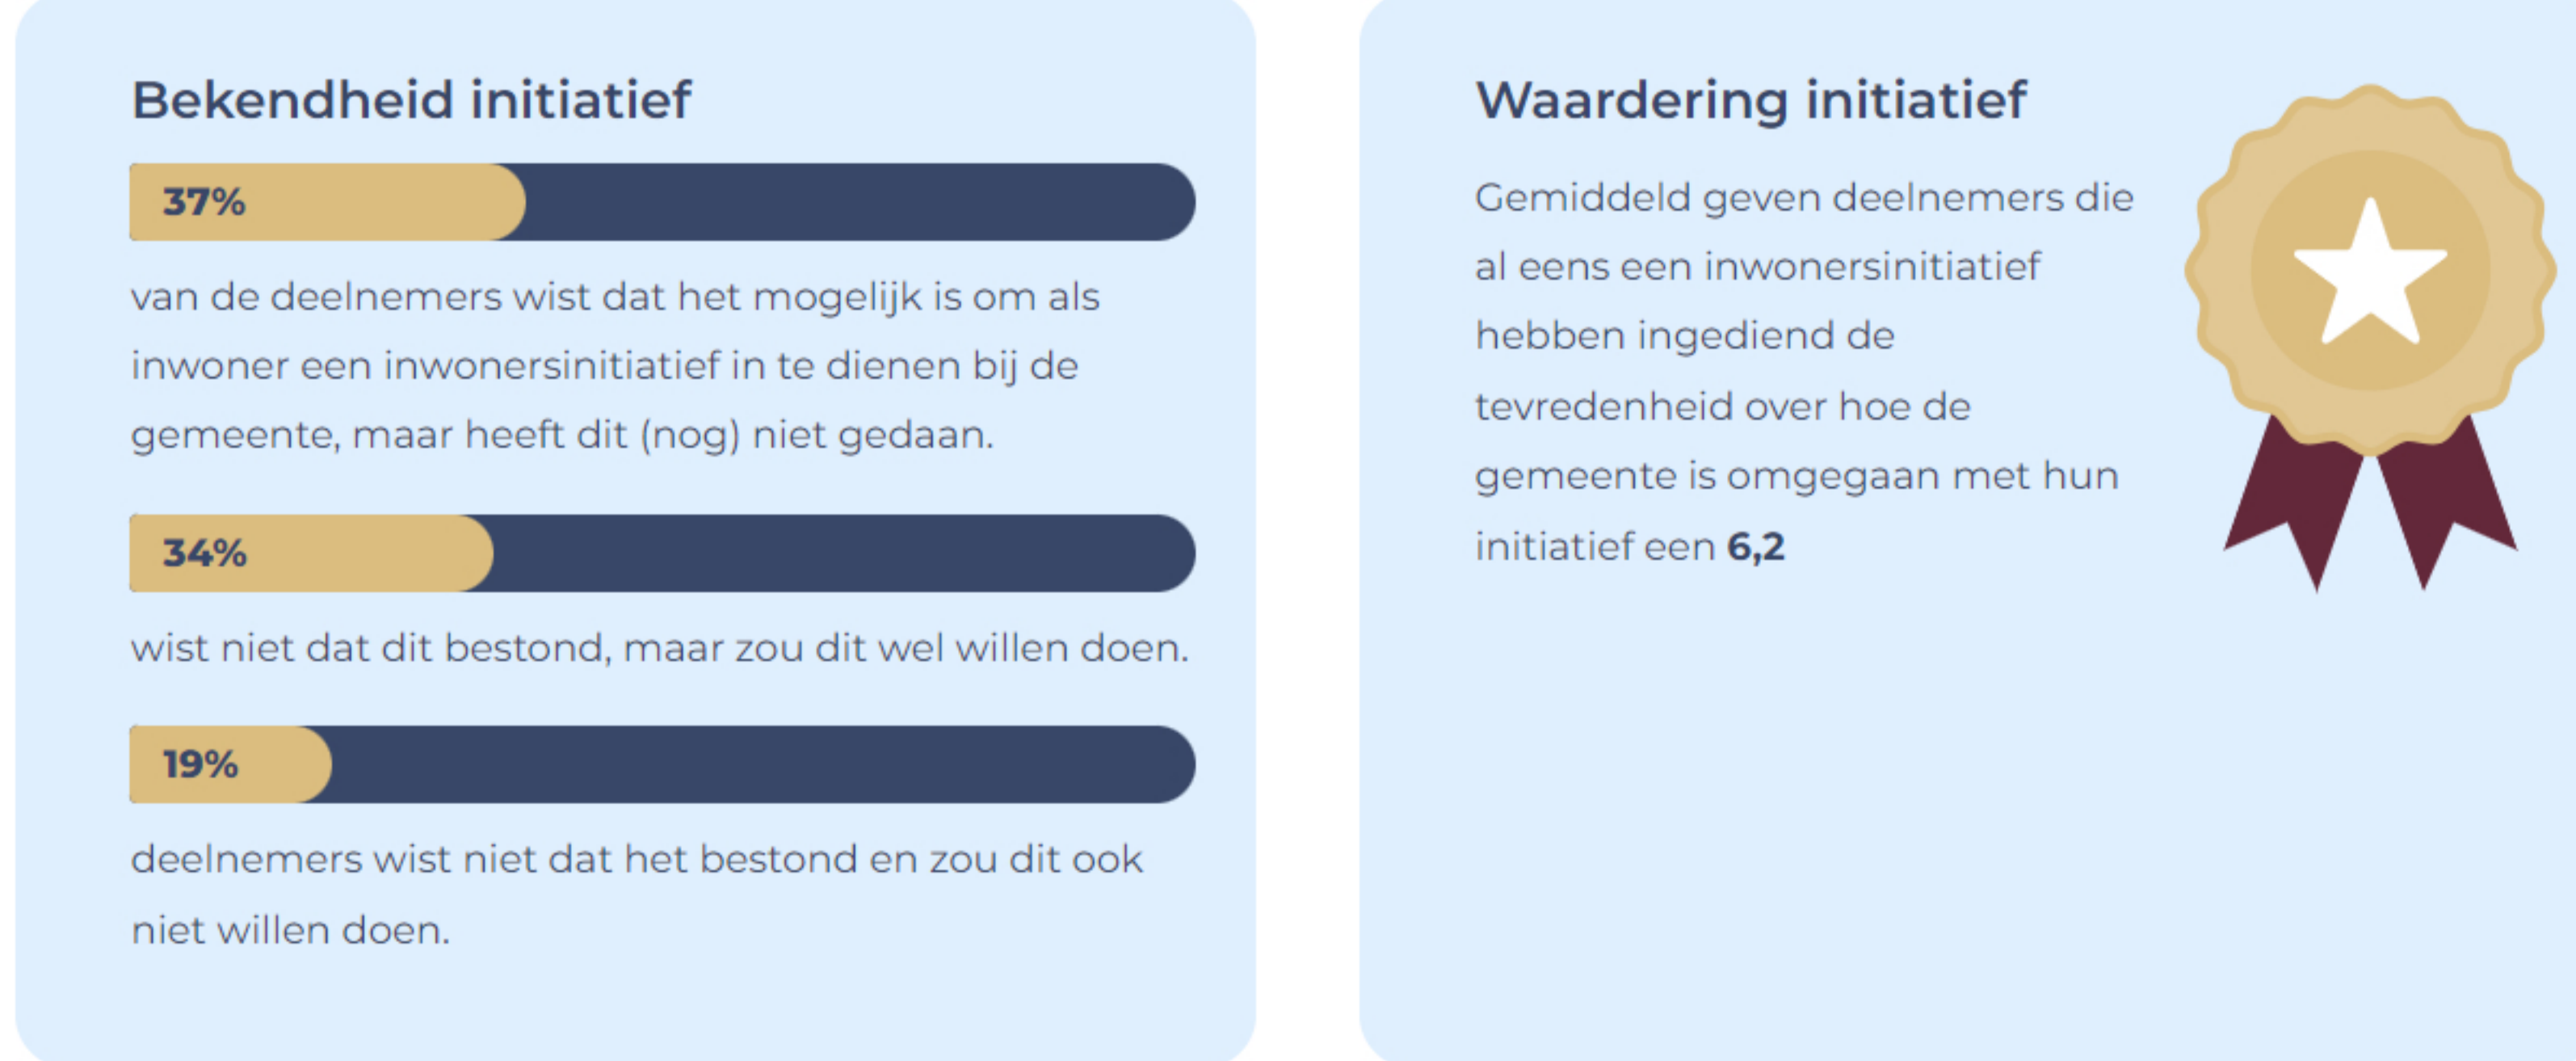 Bekendheid initiatief
37%
van de deelnemers wist dat het mogelijk is om als
inwoner een inwonersinitiatief in te dienen bij de
gemeente, maar heeft dit (nog) niet gedaan.
34%
wist niet dat dit bestond, maar zou dit wel willen doen.
19%
deelnemers wist niet dat het bestond en zou dit ook
niet willen doen.
Waardering initiatief
Gemiddeld geven deelnemers die
al eens een inwonersinitiatief
hebben ingediend de
tevredenheid over hoe de
gemeente is omgegaan met hun
initiatief een 6,2